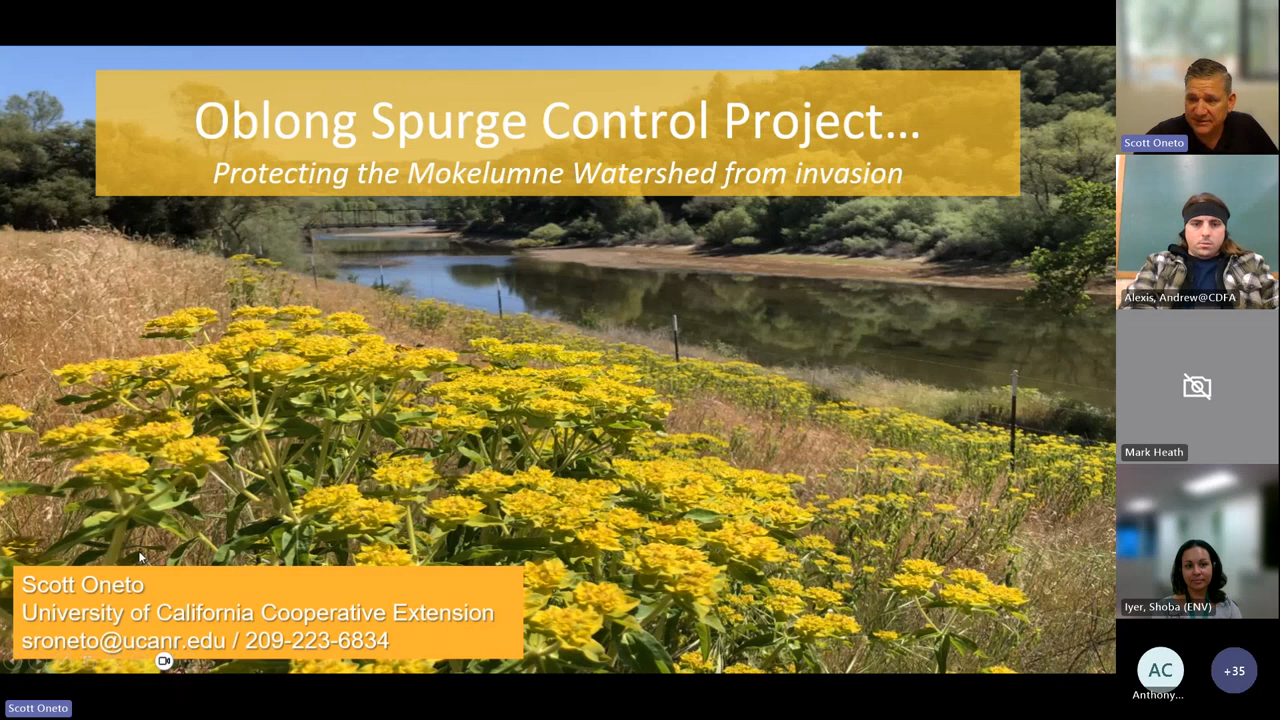 Oblong Spurge Control Project...
Protecting the Mokelumne Watershed from invasion
Scott Oneto
University of California Cooperative Extension
sroneto@ucanr.edu / 209-223-6834
Scott Oneto
Scott Oneto
Alexis, Andrew@CDFA
Mark Heath
Iyer, Shoba (ENV)
AC
+35
Anthony...